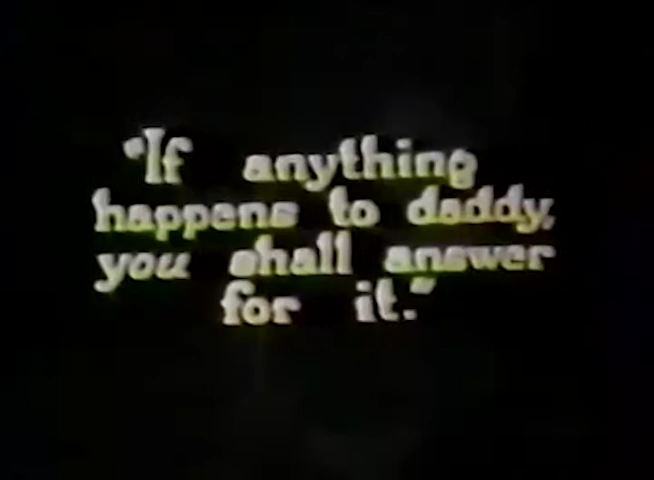 "If anything
happens to daddy,
you shall answer
for it."